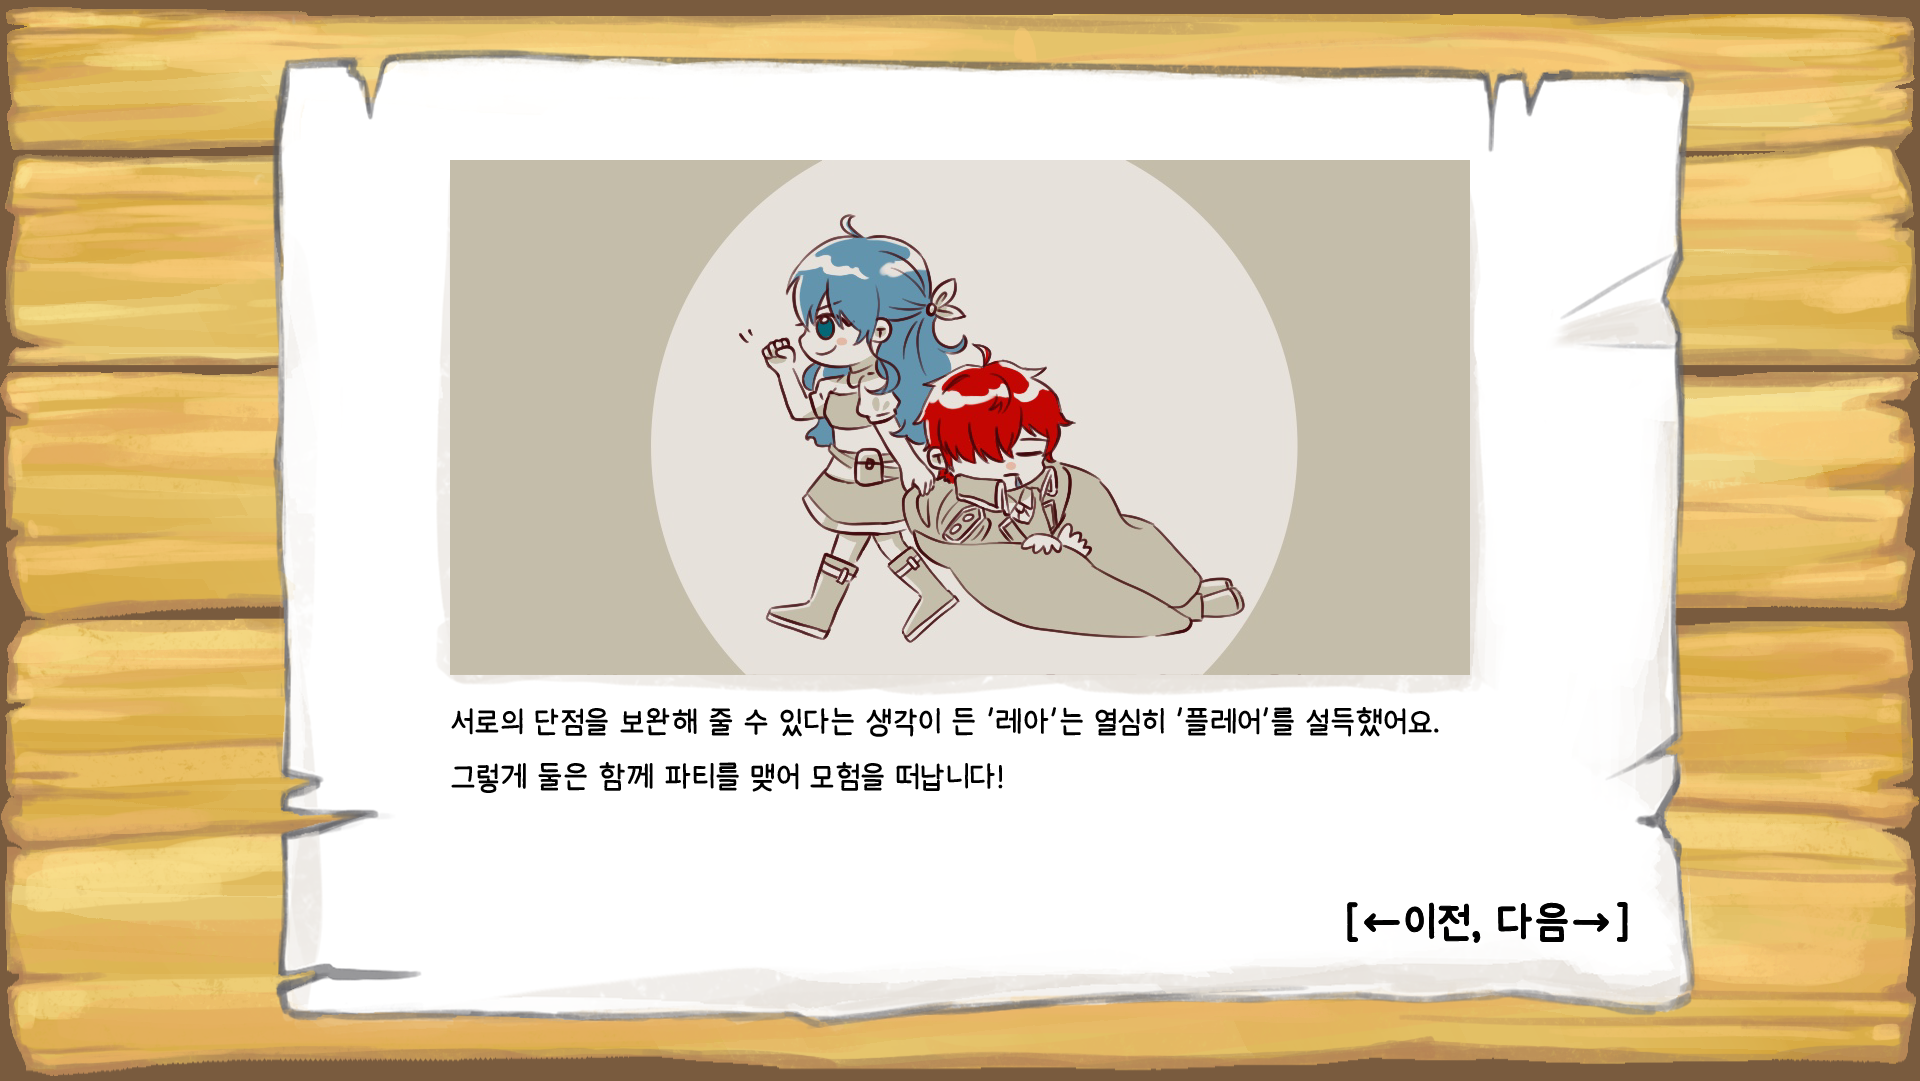 서로의 단점을 보완해 줄 수 있다는 생각이 든 '레아'는 열심히 '플레어'를 설득했어요.
그렇게 둘은 함께 파티를 맺어 모험을 떠납니다!
[←이전, 다음→]